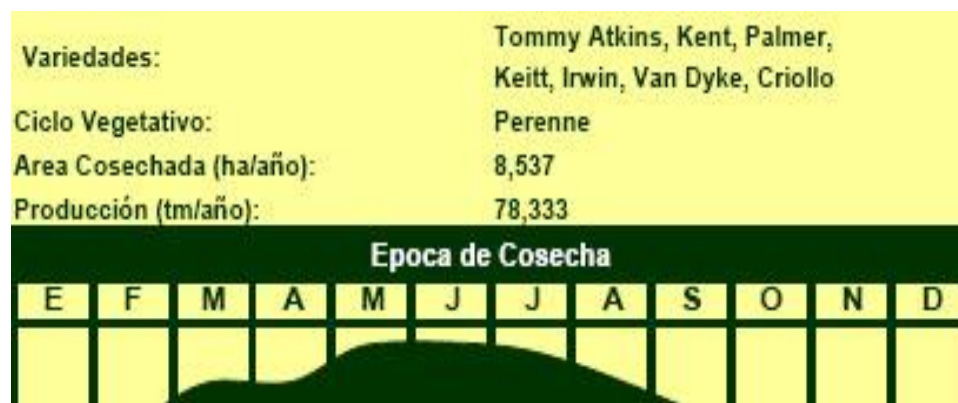 Variedades: Tommy Atkins, Kent, Palmer,
Keitt, Irwin, Van Dyke, Criollo
Ciclo Vegetativo: Perenne
Area Cosechada (ha/año): 8,537
Producción (tm/año): 78,333
Epoca de Cosecha
E F M A M J J A S O N D